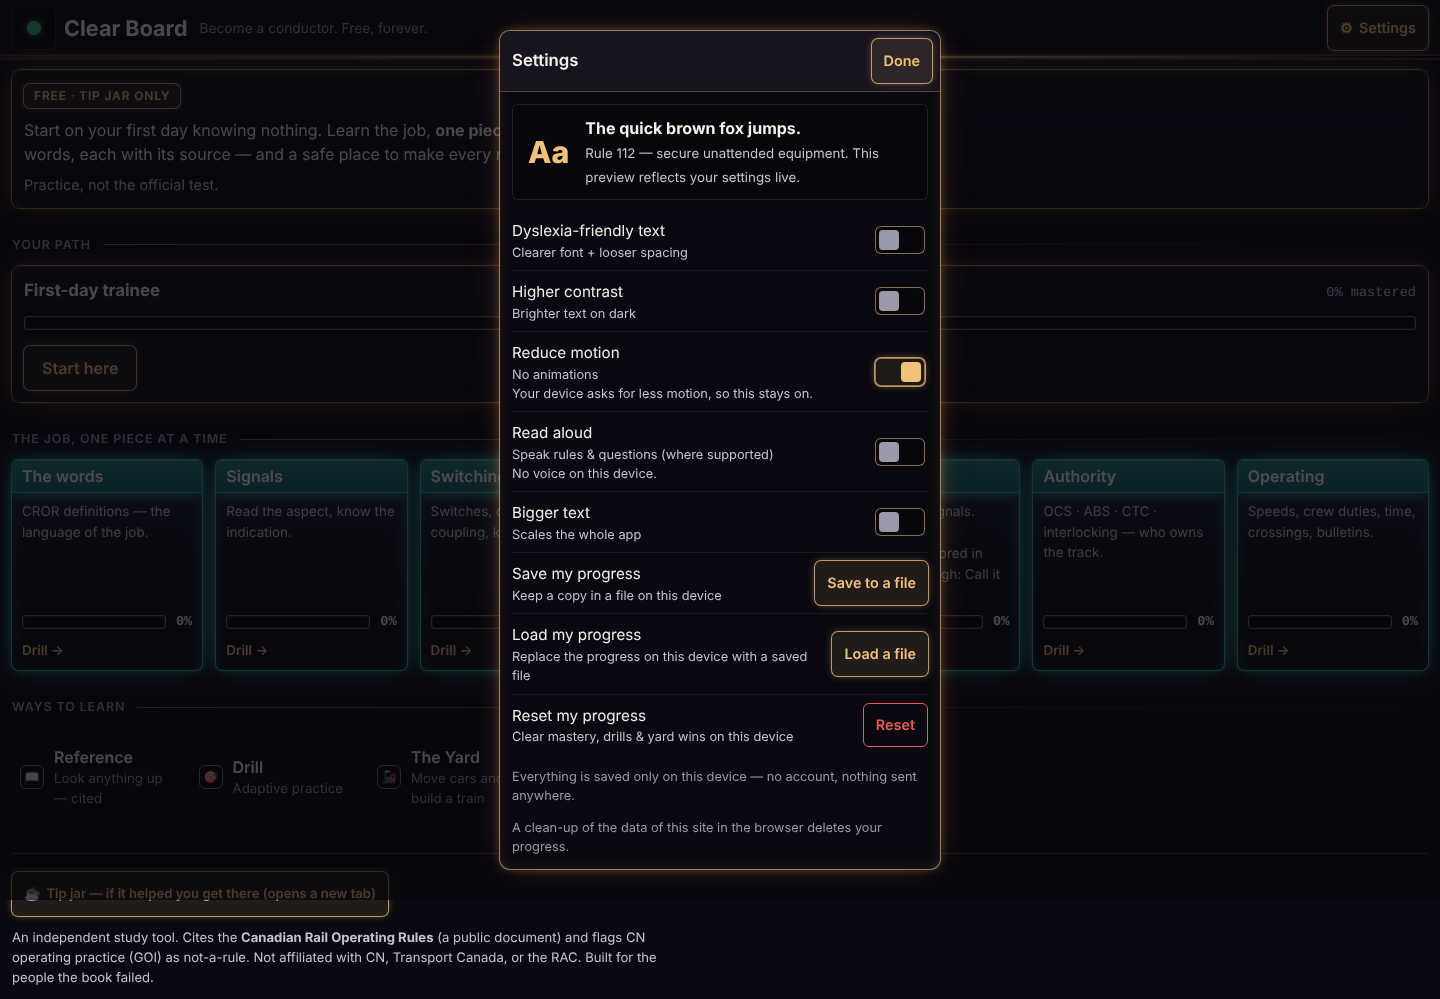 Clear Board
Become a conductor. Free, forever.
⚙ Settings
FREE · TIP JAR ONLY
Start on your first day knowing nothing. Learn the job, one piec
words, each with its source — and a safe place to make every
Practice, not the official test.
YOUR PATH
First-day trainee
0% mastered
Start here
THE JOB, ONE PIECE AT A TIME
The words
CROR definitions — the
language of the job.
0%
Drill →
Signals
Read the aspect, know the
indication.
0%
Drill →
Switching
Switches,
coupling,
Drill →
gnals.
ored in
gh: Call it
0%
Authority
OCS · ABS · CTC ·
interlocking — who owns
the track.
0%
Drill →
Operating
Speeds, crew duties, time,
crossings, bulletins.
0%
Drill →
WAYS TO LEARN
Reference
Look anything up
— cited
Drill
Adaptive practice
The Yard
Move cars and
build a train
Tip jar — if it helped you get there (opens a new tab)
An independent study tool. Cites the Canadian Rail Operating Rules (a public document) and flags CN
operating practice (GOI) as not-a-rule. Not affiliated with CN, Transport Canada, or the RAC. Built for the
people the book failed.
Settings
Done
Aa
The quick brown fox jumps.
Rule 112 — secure unattended equipment. This
preview reflects your settings live.
Dyslexia-friendly text
Clearer font + looser spacing
Higher contrast
Brighter text on dark
Reduce motion
No animations
Your device asks for less motion, so this stays on.
Read aloud
Speak rules & questions (where supported)
No voice on this device.
Bigger text
Scales the whole app
Save my progress
Keep a copy in a file on this device
Save to a file
Load my progress
Replace the progress on this device with a saved
file
Load a file
Reset my progress
Clear mastery, drills & yard wins on this device
Reset
Everything is saved only on this device — no account, nothing sent
anywhere.
A clean-up of the data of this site in the browser deletes your
progress.